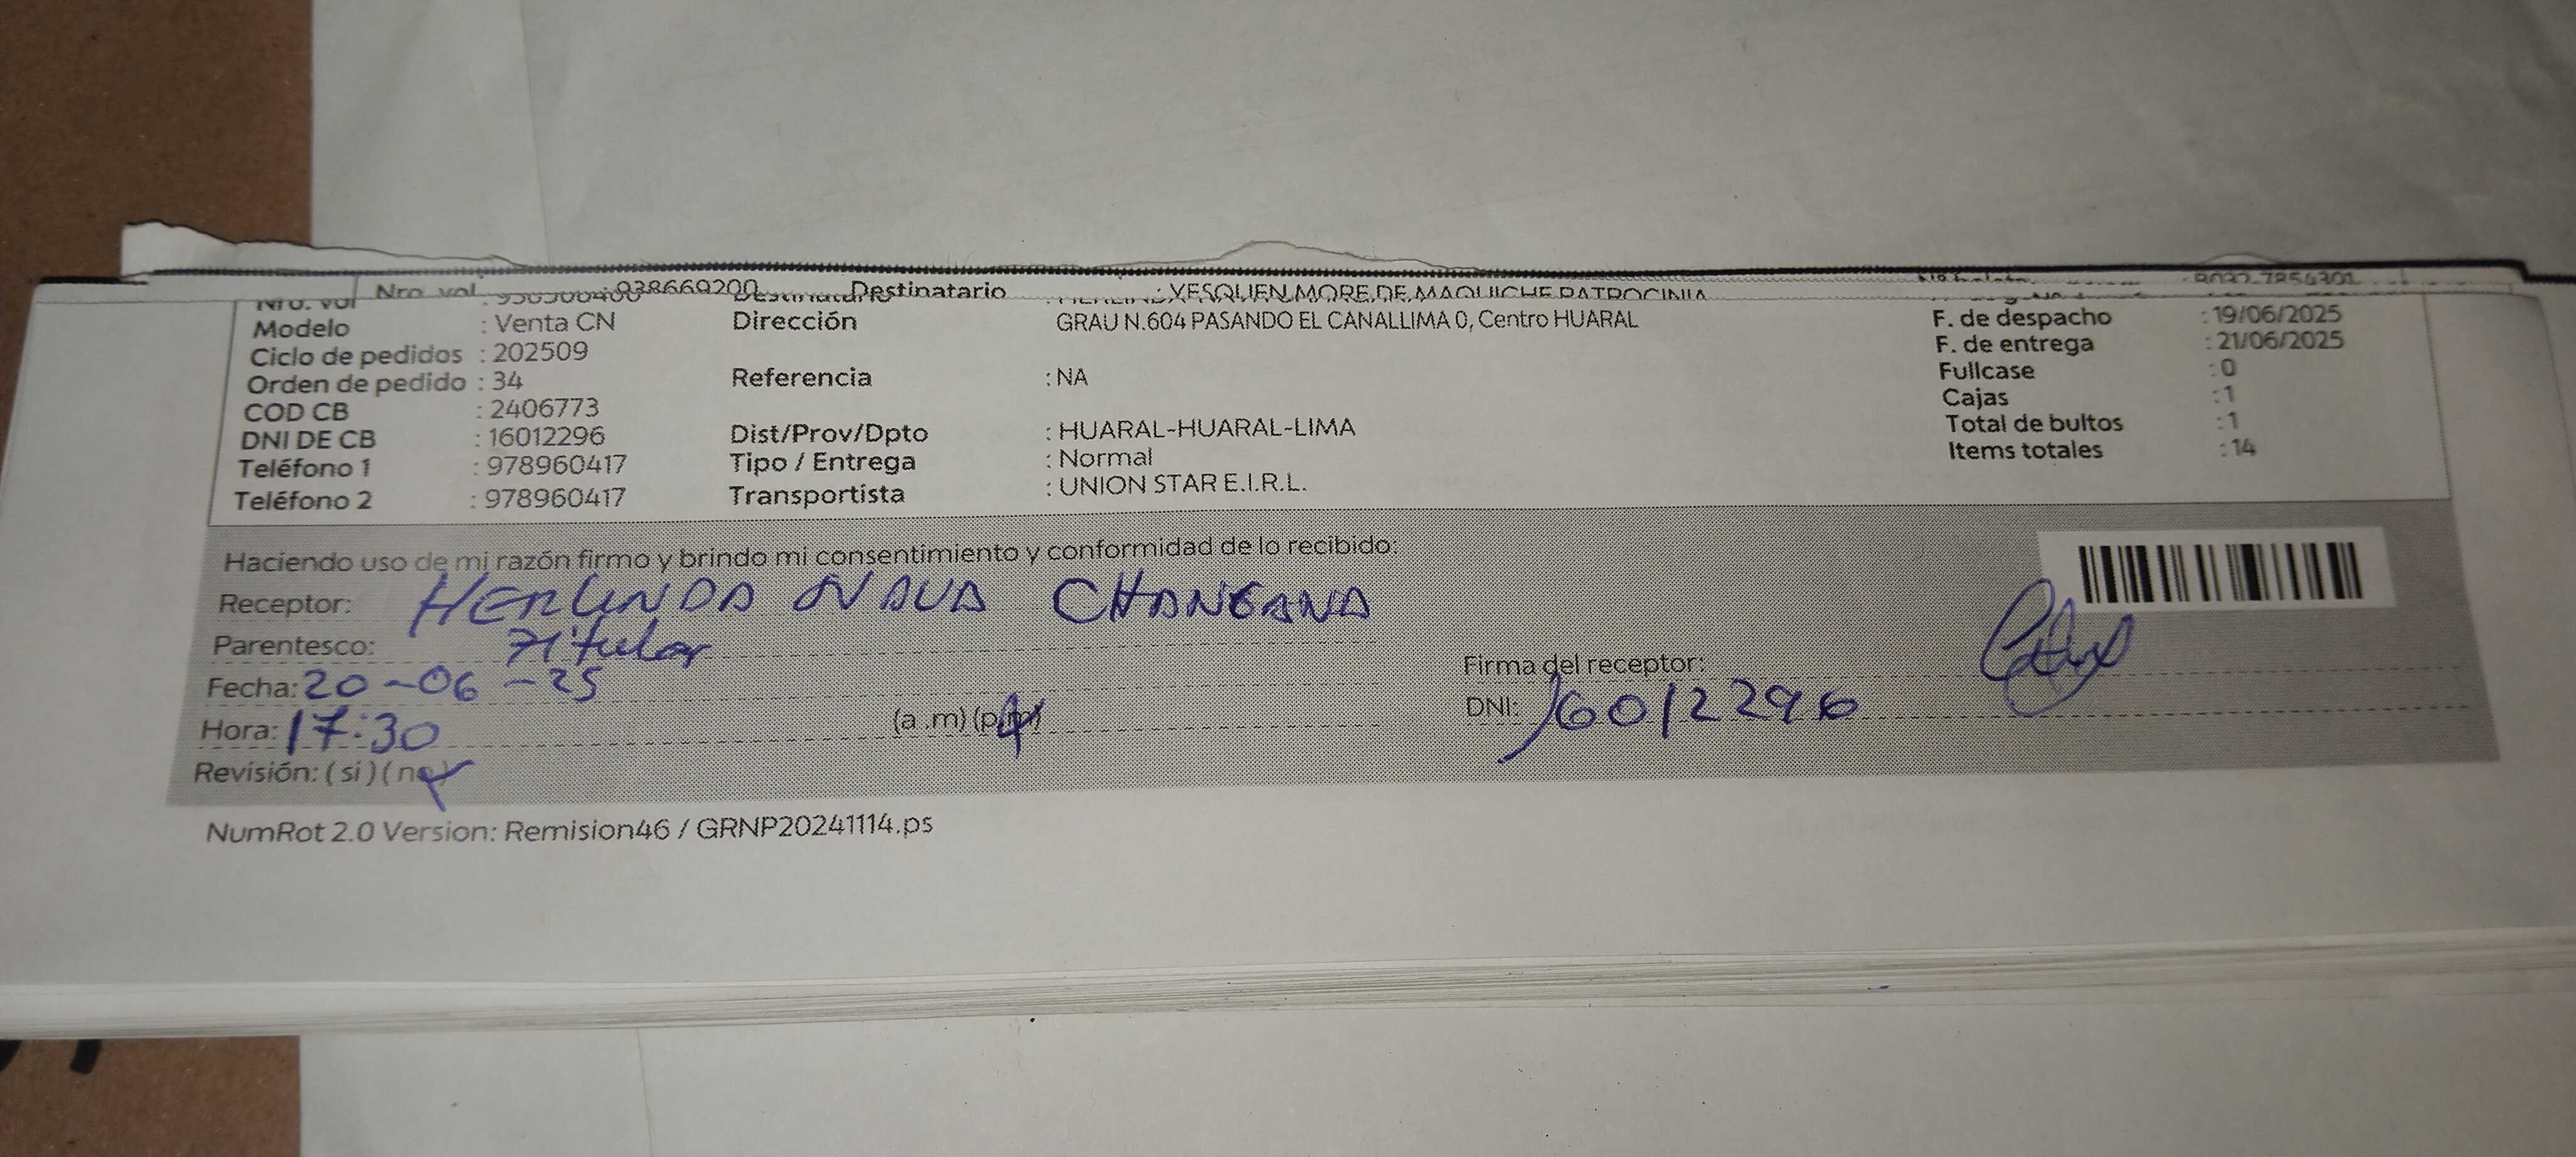 Nro. vol 938669200 Destinatario : YESQUEN MORE DE MAQUICHE PATROCINIA
Nro. vol
Modelo : Venta CN Dirección GRAU N.604 PASANDO EL CANALLIMA 0, Centro HUARAL F. de despacho : 19/06/2025
Ciclo de pedidos : 202509 F. de entrega : 21/06/2025
Orden de pedido : 34 Referencia : NA Fullcase : 0
COD CB : 2406773 Cajas : 1
DNI DE CB : 16012296 Dist/Prov/Dpto : HUARAL-HUARAL-LIMA Total de bultos : 1
Teléfono 1 : 978960417 Tipo / Entrega : Normal Items totales : 14
Teléfono 2 : 978960417 Transportista : UNION STAR E.I.R.L.
Haciendo uso de mi razón firmo y brindo mi consentimiento y conformidad de lo recibido:
Receptor: HERLINDA NAVA CHANGANA
Parentesco: Titular
Firma del receptor:
Fecha: 20-06-25
DNI: 16012296
Hora: 17:30 (a .m) (p.m)
Revisión: ( si ) ( no )
NumRot 2.0 Version: Remision46 / GRNP20241114.ps